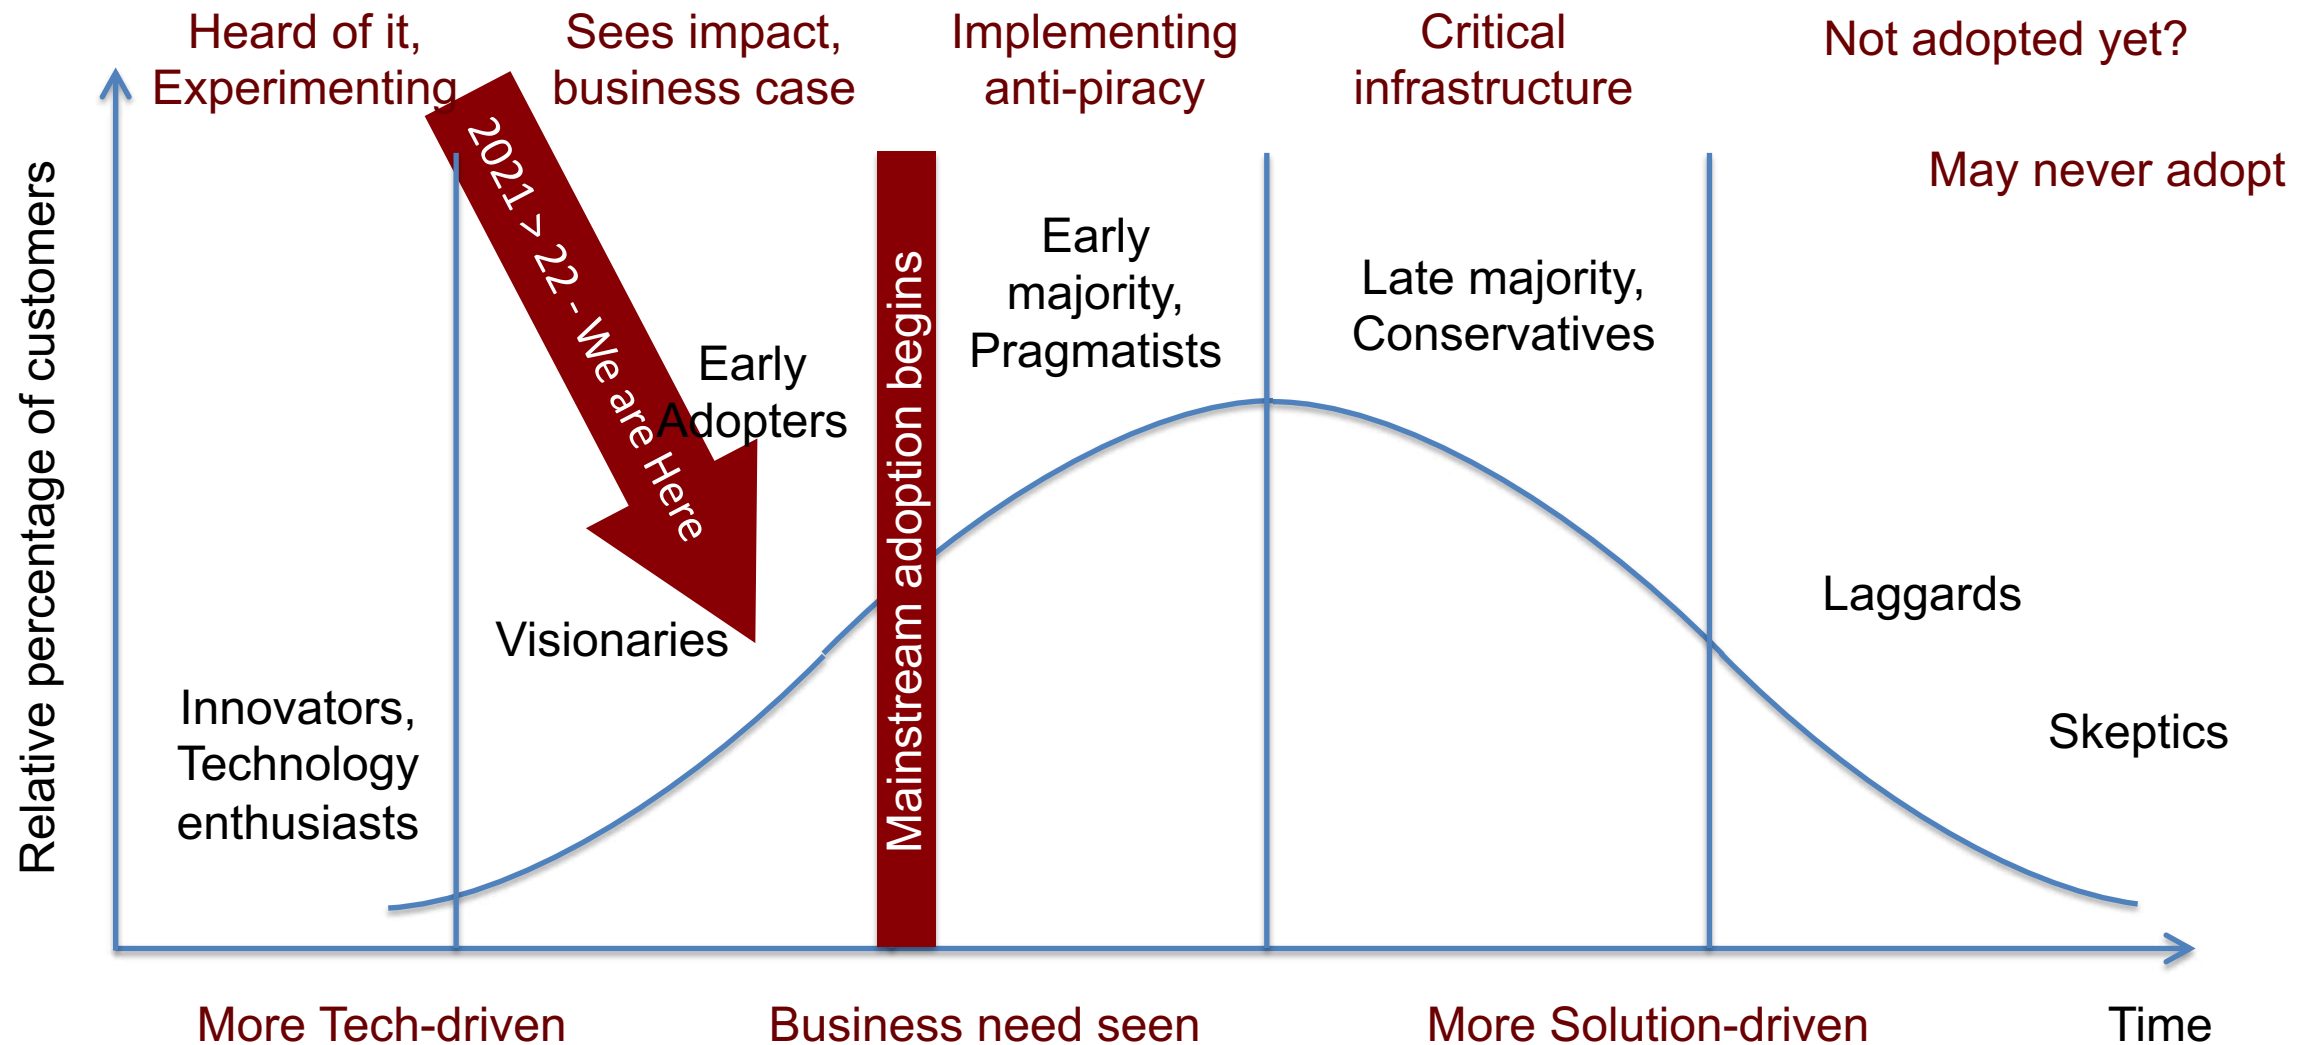 Heard of it,
Experimenting
Sees impact,
business case
Implementing
anti-piracy
Critical
infrastructure
Not adopted yet?
May never adopt
Relative percentage of customers
2021 > 22 - We are Here
Mainstream adoption begins
Innovators,
Technology
enthusiasts
Visionaries
Early
Adopters
Early
majority,
Pragmatists
Late majority,
Conservatives
Laggards
Skeptics
More Tech-driven
Business need seen
More Solution-driven
Time